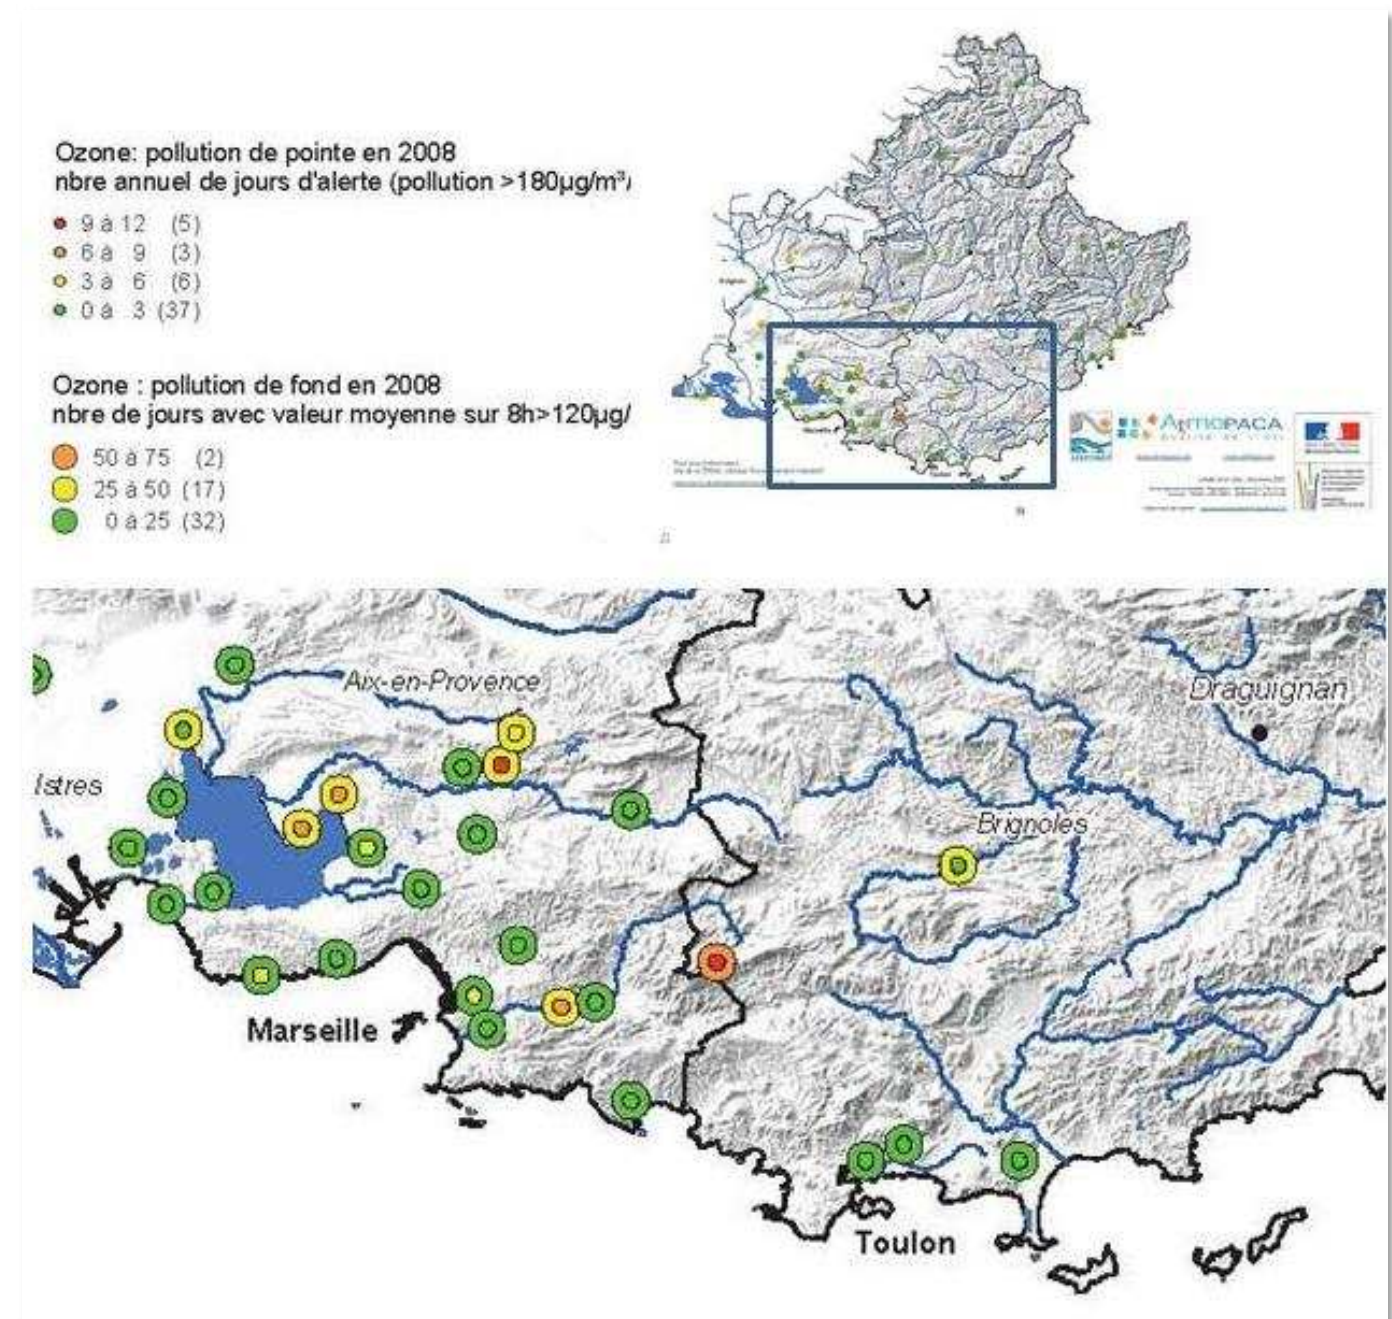 Ozone: pollution de pointe en 2008
nbre annuel de jours d'alerte (pollution >180µg/m³
9 à 12 (5)
6 à 9 (3)
3 à 6 (6)
0 à 3 (37)
Ozone : pollution de fond en 2008
nbre de jours avec valeur moyenne sur 8h>120µg/
50 à 75 (2)
25 à 50 (17)
0 à 25 (32)
PACA
Aix-en-Provence
Draguignan
Istres
Brignoles
Marseille
Toulon